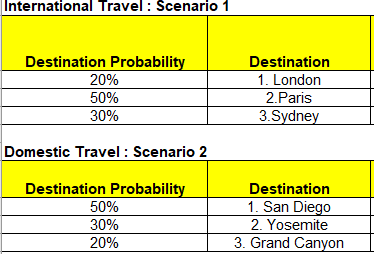 International Travel : Scenario 1
Destination Probability Destination
20% 1. London
50% 2.Paris
30% 3.Sydney
Domestic Travel : Scenario 2
Destination Probability Destination
50% 1. San Diego
30% 2. Yosemite
20% 3. Grand Canyon